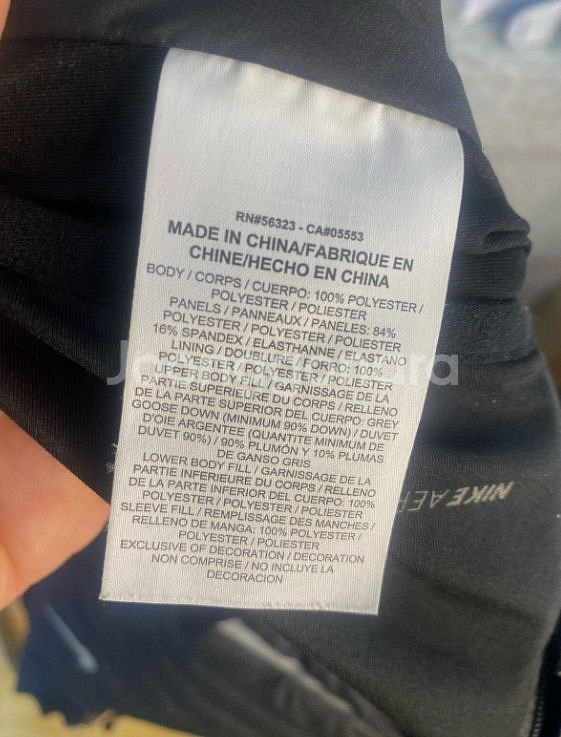 RN#56323 - CA#05553
MADE IN CHINA/FABRIQUE EN
CHINE/HECHO EN CHINA
BODY / CORPS / CUERPO: 100% POLYESTER /
POLYESTER / POLIESTER
PANELS / PANNEAUX / PANELES: 84%
POLYESTER / POLYESTER / POLIESTER
16% SPANDEX / ELASTHANNE / ELASTANO
LINING / DOUBLURE / FORRO: 100%
POLYESTER / POLYESTER / POLIESTER
UPPER BODY FILL / GARNISSAGE DE LA
PARTIE SUPERIEURE DU CORPS / RELLENO
DE LA PARTE SUPERIOR DEL CUERPO: GREY
GOOSE DOWN (MINIMUM 90% DOWN) / DUVET
D'OIE ARGENTEE (QUANTITE MINIMUM DE
DUVET 90%) / 90% PLUMÓN Y 10% PLUMAS
DE GANSO GRIS
LOWER BODY FILL / GARNISSAGE DE LA
PARTIE INFERIEURE DU CORPS / RELLENO
DE LA PARTE INFERIOR DEL CUERPO: 100%
POLYESTER / POLYESTER / POLIESTER
SLEEVE FILL / REMPLISSAGE DES MANCHES /
RELLENO DE MANGA: 100% POLYESTER /
POLYESTER / POLIESTER
EXCLUSIVE OF DECORATION / DECORATION
NON COMPRISE / NO INCLUYE LA
DECORACION
NIKE AER